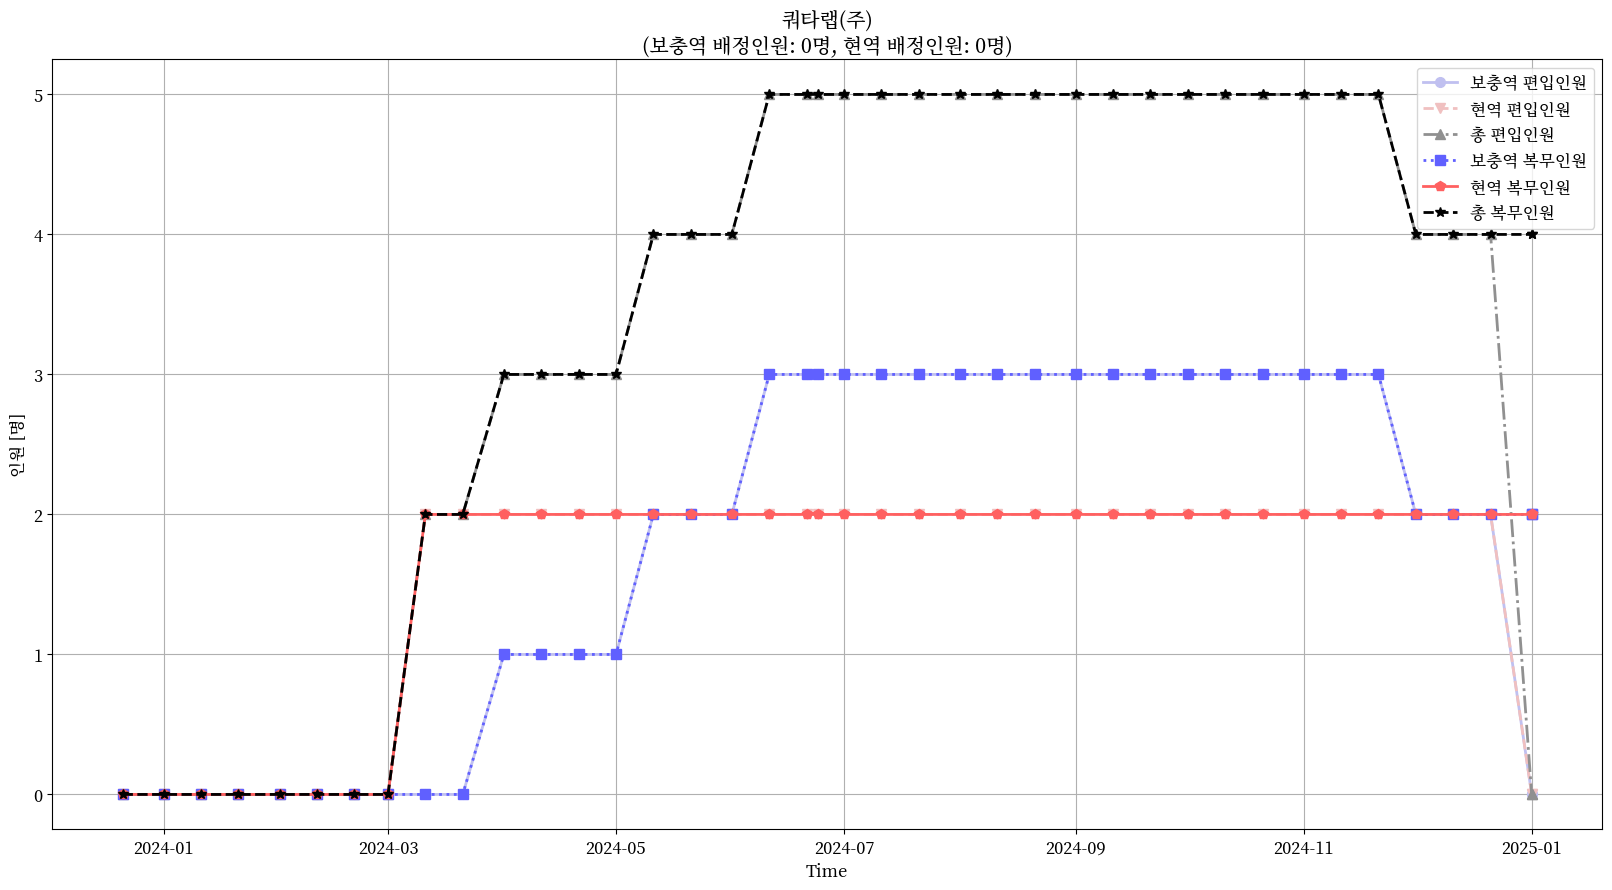 쿼타랩(주)
(보충역 배정인원: 0명, 현역 배정인원: 0명)
보충역 편입인원
현역 편입인원
총 편입인원
보충역 복무인원
현역 복무인원
총 복무인원
인원 [명]
5
4
3
2
1
0
2024-01
2024-03
2024-05
2024-07
2024-09
2024-11
2025-01
Time